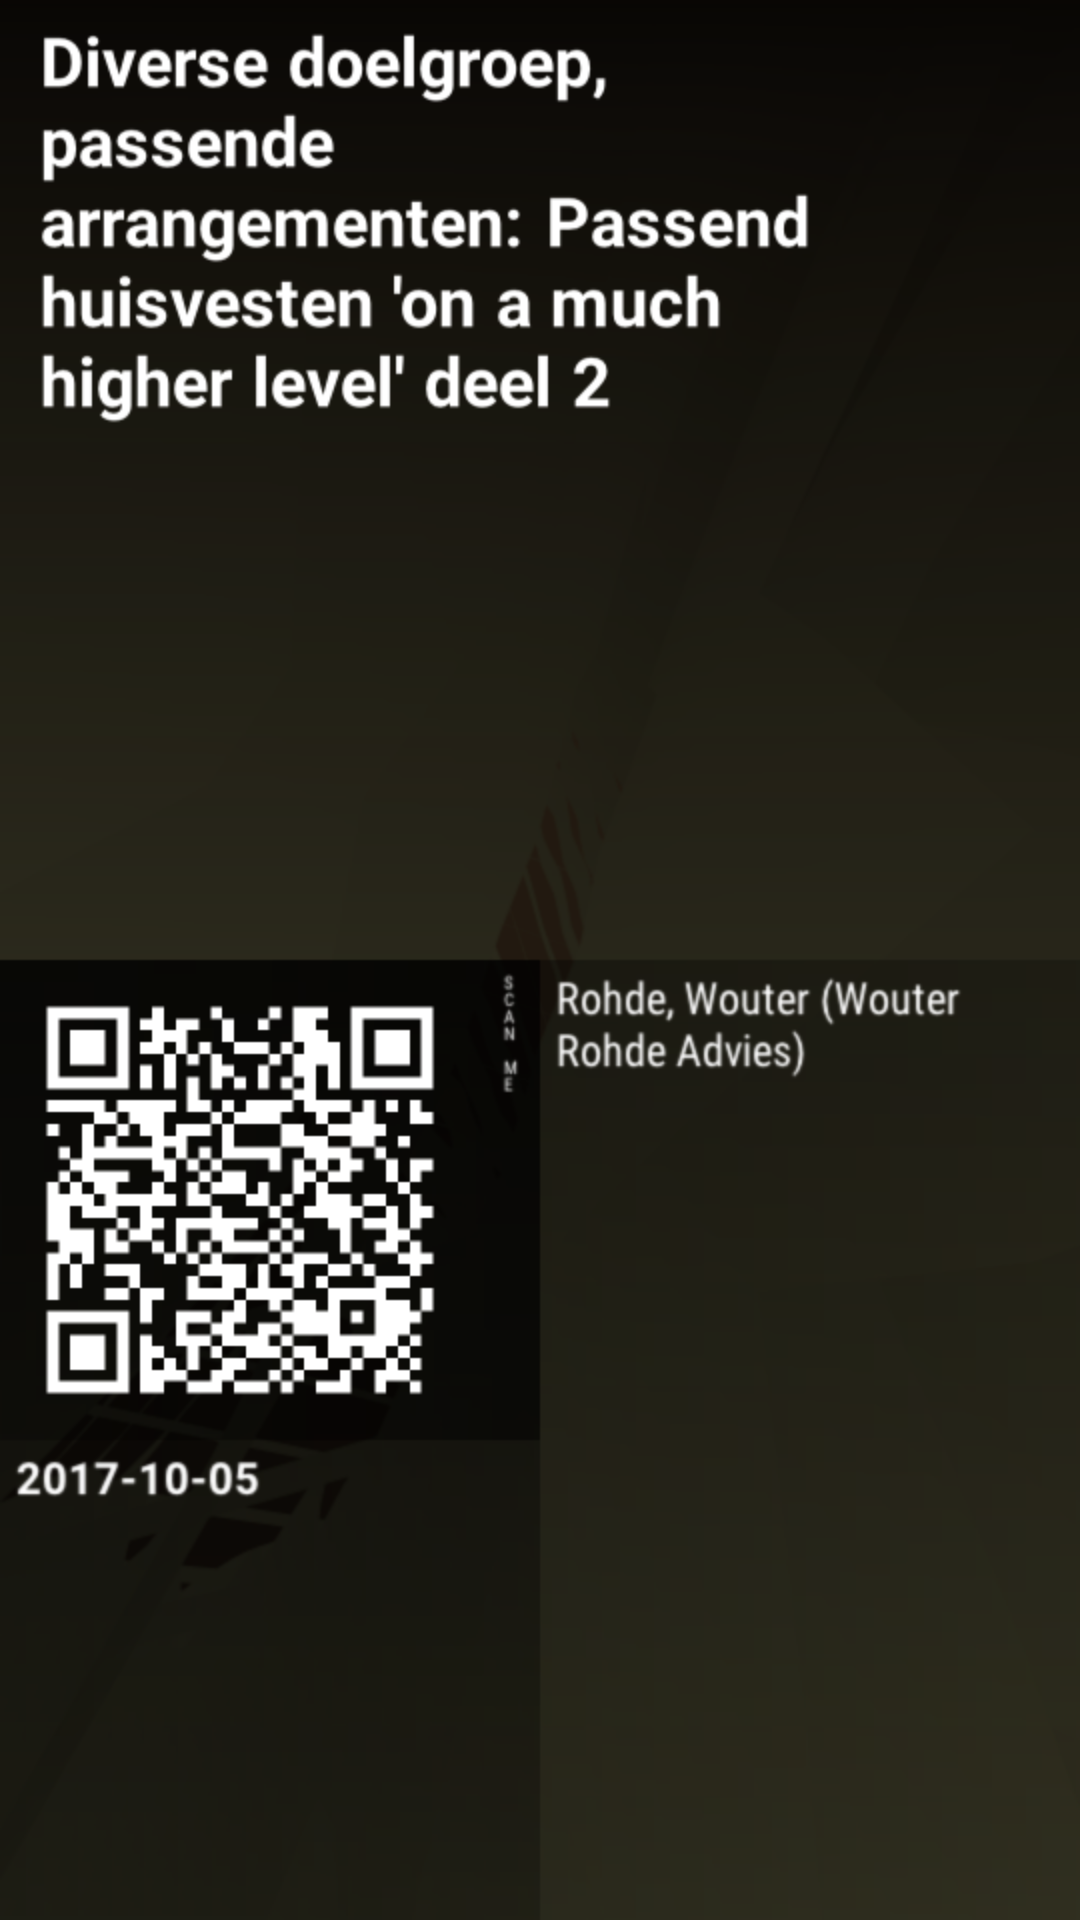 Diverse doelgroep,
passende
arrangementen: Passend
huisvesten 'on a much
higher level' deel 2
SCAN ME
Rohde, Wouter (Wouter
Rohde Advies)
2017-10-05